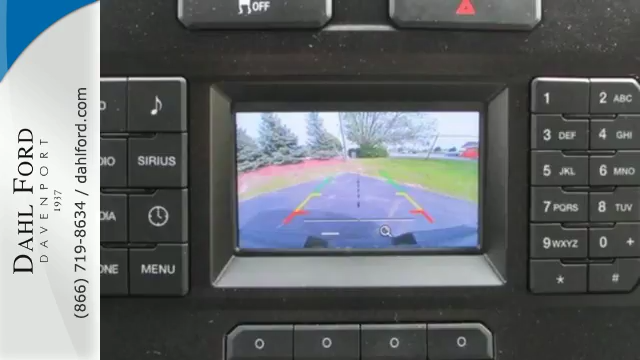 DAHL FORD
DAVENPORT
1937
(866) 719-8634 / dahlford.com
OFF
SIRIUS
MENU
1
2 ABC
3 DEF
4 GHI
5 JKL
6 MNO
7 PQRS
8 TUV
9 WXYZ
0 +
*
#